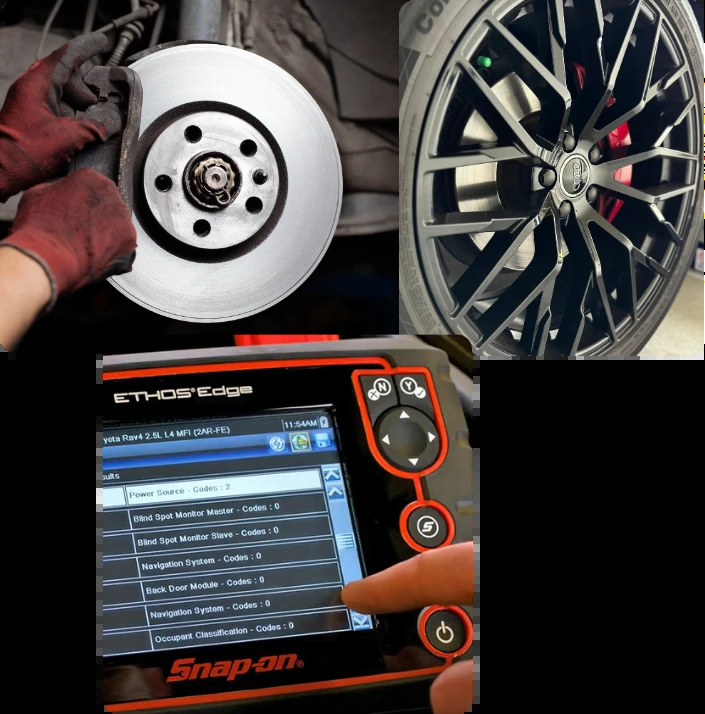 Co
ETHOS®Edge
yota Rav4 2.5L L4 MFI (2AR-FE)
11:54AM
sults
Power Source - Codes : 2
Blind Spot Monitor Master - Codes : 0
Blind Spot Monitor Slave - Codes : 0
Navigation System - Codes : 0
Back Door Module - Codes : 0
Navigation System - Codes : 0
Occupant Classification - Codes : 0
N
X
Y
S
Snap-on®